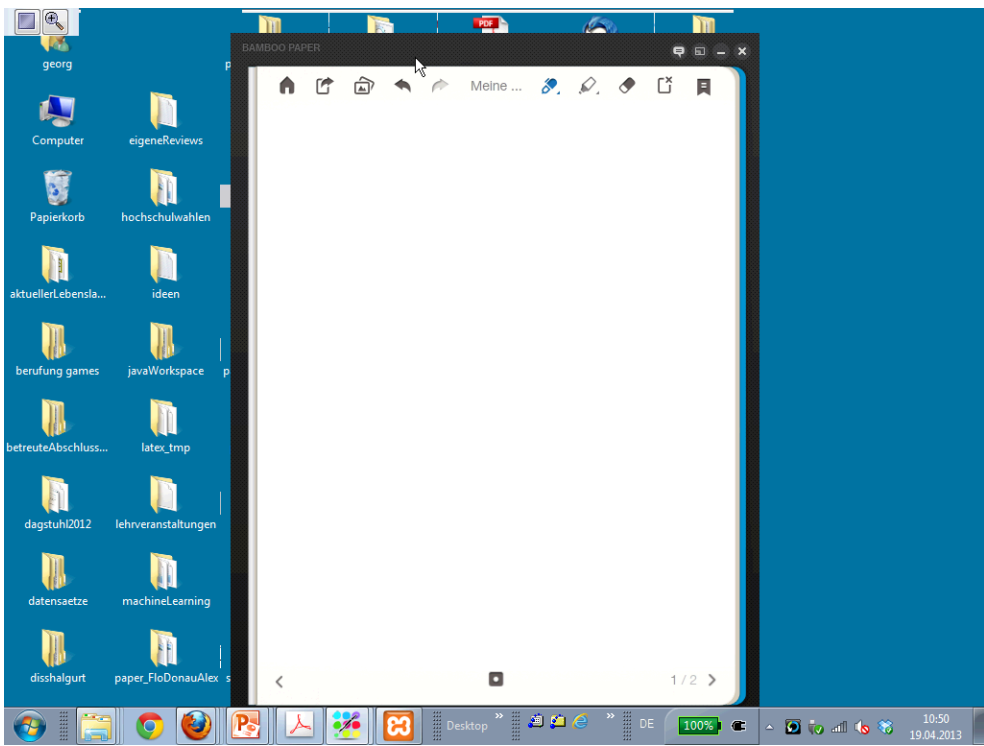 BAMBOO PAPER
Meine ...
georg
Computer
eigeneReviews
Papierkorb
hochschulwahlen
aktuellerLebensla...
ideen
berufung games
javaWorkspace
betreuteAbschluss...
latex_tmp
dagstuhl2012
lehrveranstaltungen
datensaetze
machineLearning
disshalgurt
paper_FloDonauAlex
1 / 2
PDF
Desktop
DE
100%
10:50
19.04.2013